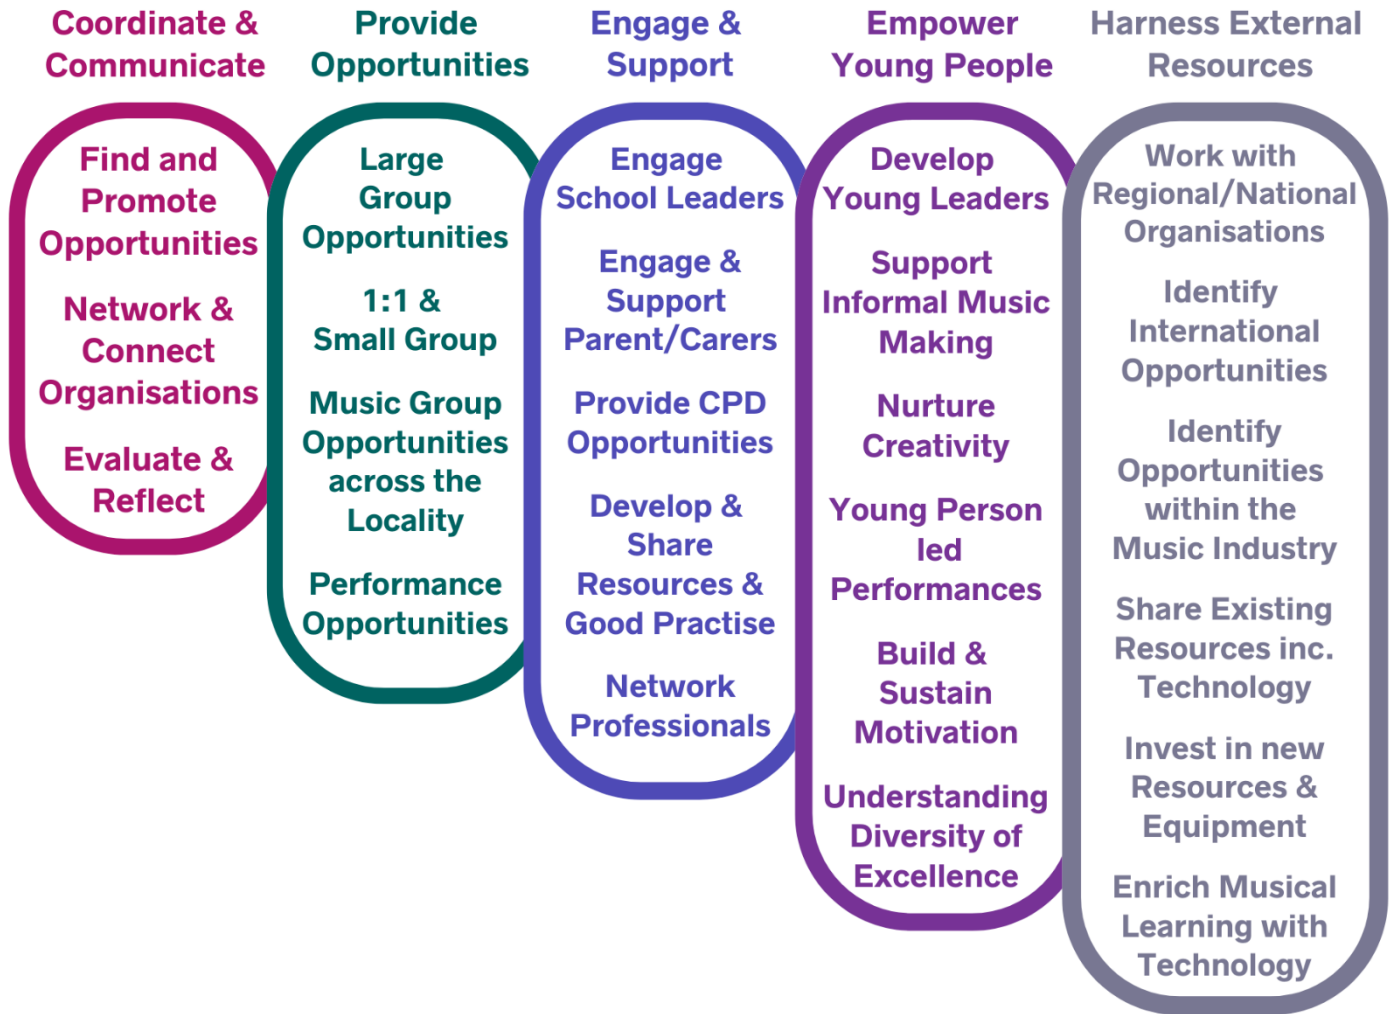 Coordinate &
Communicate
Find and
Promote
Opportunities
Network &
Connect
Organisations
Evaluate &
Reflect
Provide
Opportunities
Large
Group
Opportunities
1:1 &
Small Group
Music Group
Opportunities
across the
Locality
Performance
Opportunities
Engage &
Support
Engage
School Leaders
Engage &
Support
Parent/Carers
Provide CPD
Opportunities
Develop &
Share
Resources &
Good Practise
Network
Professionals
Empower
Young People
Develop
Young Leaders
Support
Informal Music
Making
Nurture
Creativity
Young Person
led
Performances
Build &
Sustain
Motivation
Understanding
Diversity of
Excellence
Harness External
Resources
Work with
Regional/National
Organisations
Identify
International
Opportunities
Identify
Opportunities
within the
Music Industry
Share Existing
Resources inc.
Technology
Invest in new
Resources &
Equipment
Enrich Musical
Learning with
Technology